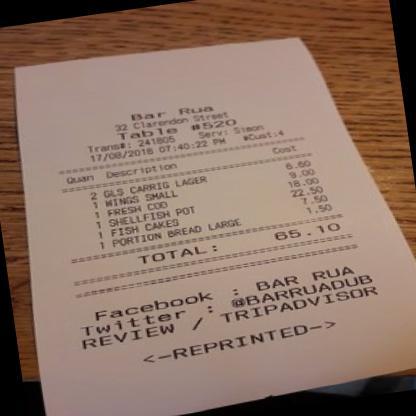 Bar Rua
32 Clarendon Street
Table #520
Trans#: 241805 Serv: Simon
17/08/2018 07:40:22 PM #Cust:4
Quan Description Cost
2 GLS CARRIG LAGER 6.60
1 WINGS SMALL 9.00
1 FRESH COD 18.00
1 SHELLFISH POT 22.50
1 FISH CAKES 7.50
1 PORTION BREAD LARGE 1.50
TOTAL: 65.10
Facebook : BAR RUA
Twitter : @BARRUADUB
REVIEW / TRIPADVISOR
<-REPRINTED->